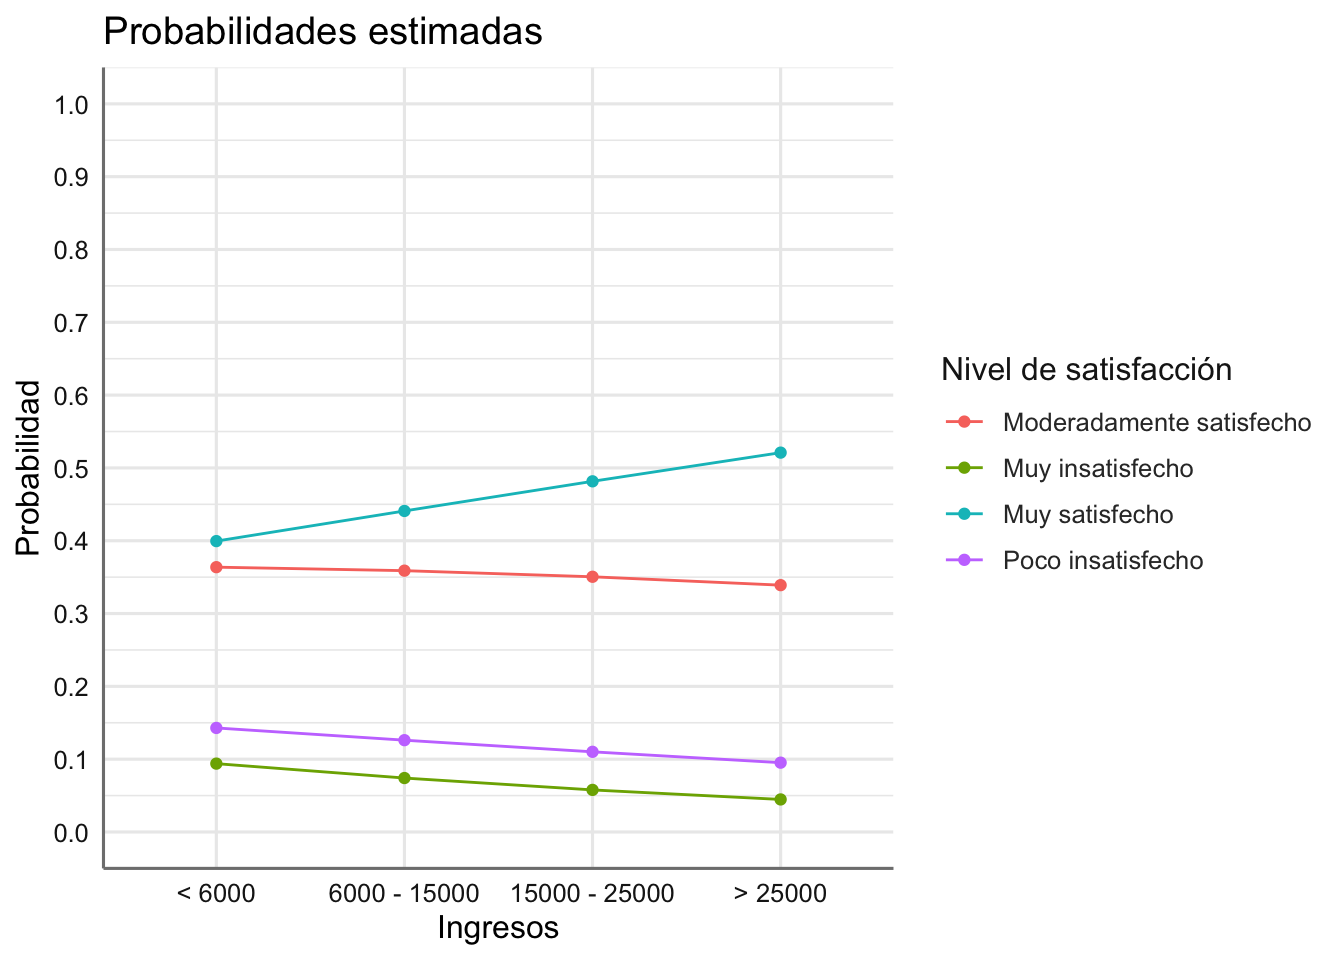 Probabilidades estimadas
Probabilidad
1.0
0.9
0.8
0.7
0.6
0.5
0.4
0.3
0.2
0.1
0.0
< 6000
6000 - 15000
15000 - 25000
> 25000
Ingresos
Nivel de satisfacción
Moderadamente satisfecho
Muy insatisfecho
Muy satisfecho
Poco insatisfecho